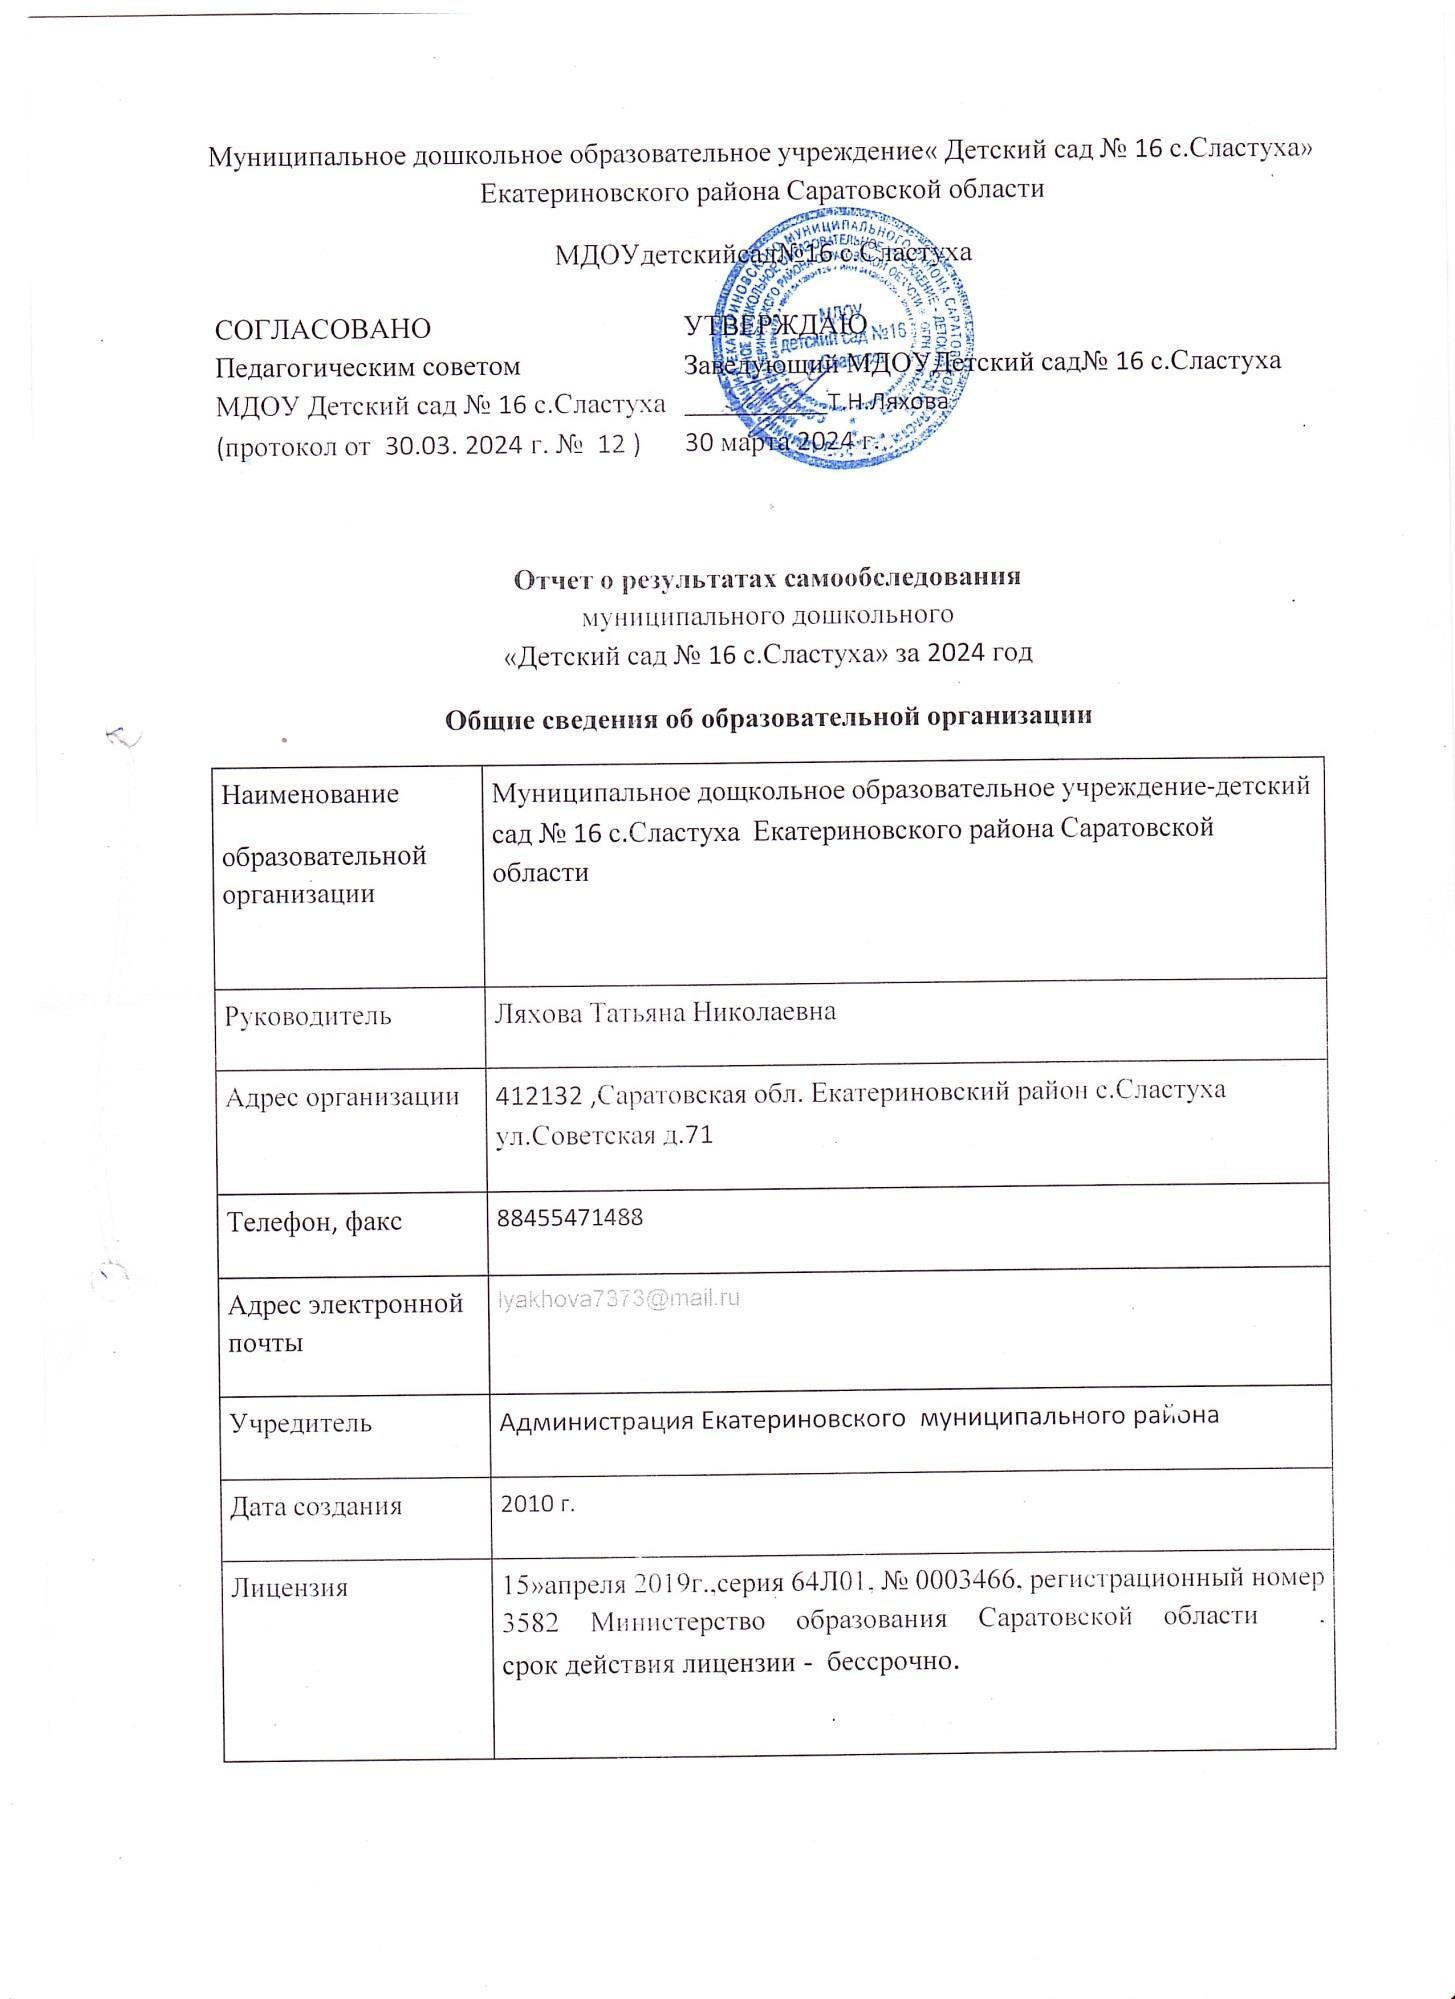 Муниципальное дошкольное образовательное учреждение« Детский сад № 16 с.Сластуха»
Екатериновского района Саратовской области
МДОУдетскийсад№16 с.Сластуха
СОГЛАСОВАНО
Педагогическим советом
МДОУ Детский сад № 16 с.Сластуха
(протокол от 30.03. 2024 г. № 12 )
УТВЕРЖДАЮ
Заведующий МДОУДетский сад№ 16 с.Сластуха
___________Т.Н.Ляхова
30 марта 2024 г.
МДОУ
детский сад №16
Отчет о результатах самообследования
муниципального дошкольного
«Детский сад № 16 с.Сластуха» за 2024 год
Общие сведения об образовательной организации
Наименование
образовательной
организации
Муниципальное дощкольное образовательное учреждение-детский
сад № 16 с.Сластуха Екатериновского района Саратовской
области
Руководитель
Ляхова Татьяна Николаевна
Адрес организации
412132 ,Саратовская обл. Екатериновский район с.Сластуха
ул.Советская д.71
Телефон, факс
88455471488
Адрес электронной
почты
lyakhova7373@mail.ru
Учредитель
Администрация Екатериновского муниципального района
Дата создания
2010 г.
Лицензия
15»апреля 2019г.,серия 64Л01, № 0003466, регистрационный номер
3582 Министерство образования Саратовской области .
срок действия лицензии - бессрочно.